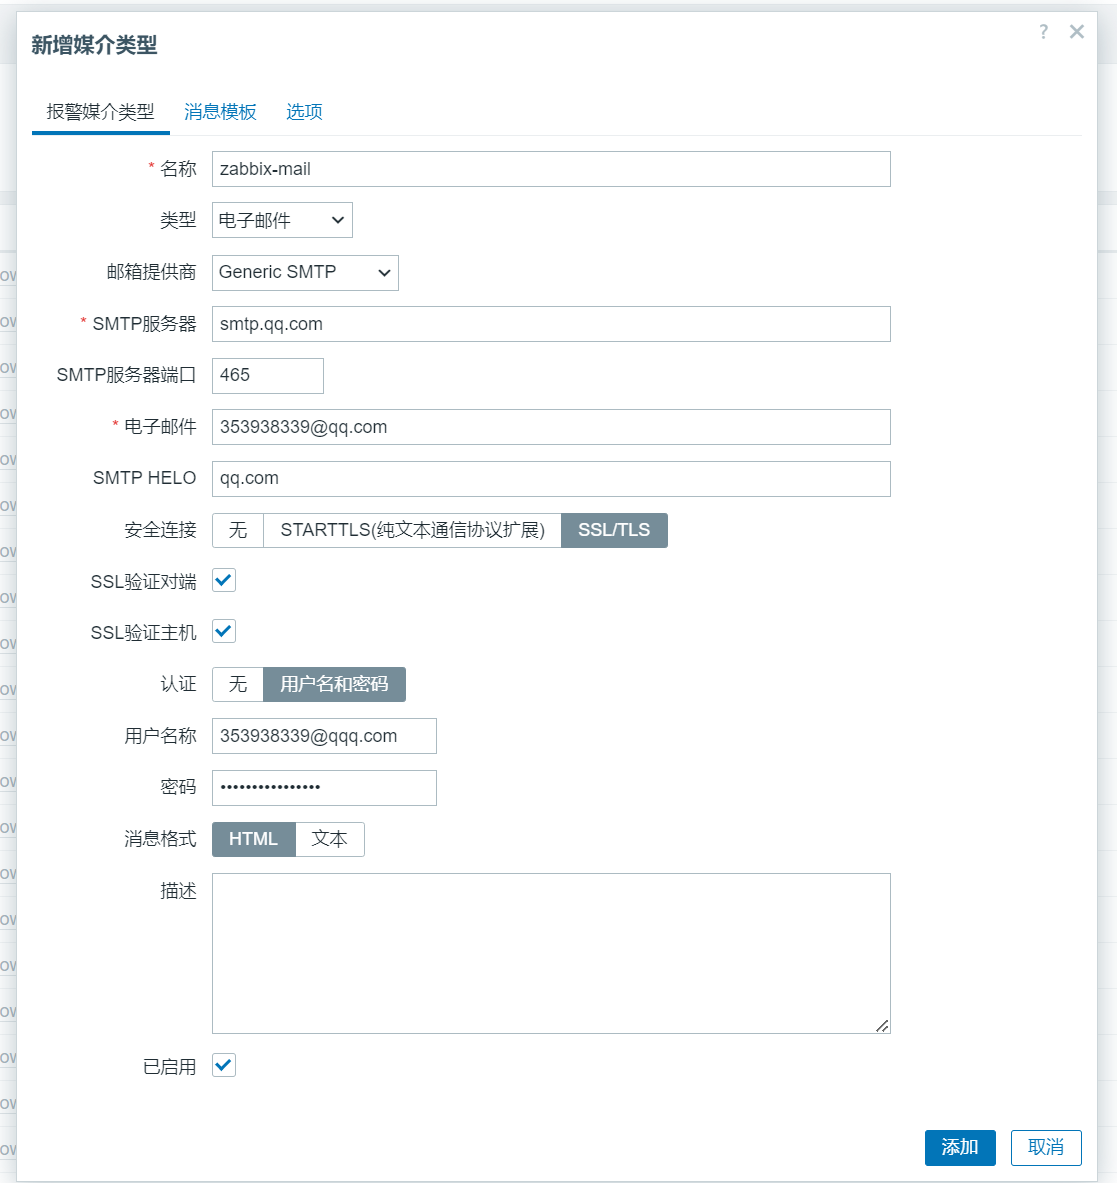 新增媒介类型
?
报警媒介类型 消息模板 选项
* 名称 zabbix-mail
类型 电子邮件
邮箱提供商 Generic SMTP
* SMTP服务器 smtp.qq.com
SMTP服务器端口 465
* 电子邮件 353938339@qq.com
SMTP HELO qq.com
安全连接 无 STARTTLS(纯文本通信协议扩展) SSL/TLS
SSL验证对端
SSL验证主机
认证 无 用户名和密码
用户名称 353938339@qqq.com
密码 ••••••••••••••••
消息格式 HTML 文本
描述
已启用
添加 取消